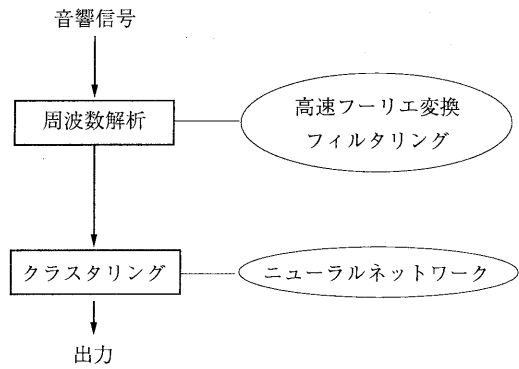 音響信号
周波数解析
高速フーリエ変換
フィルタリング
クラスタリング
ニューラルネットワーク
出力